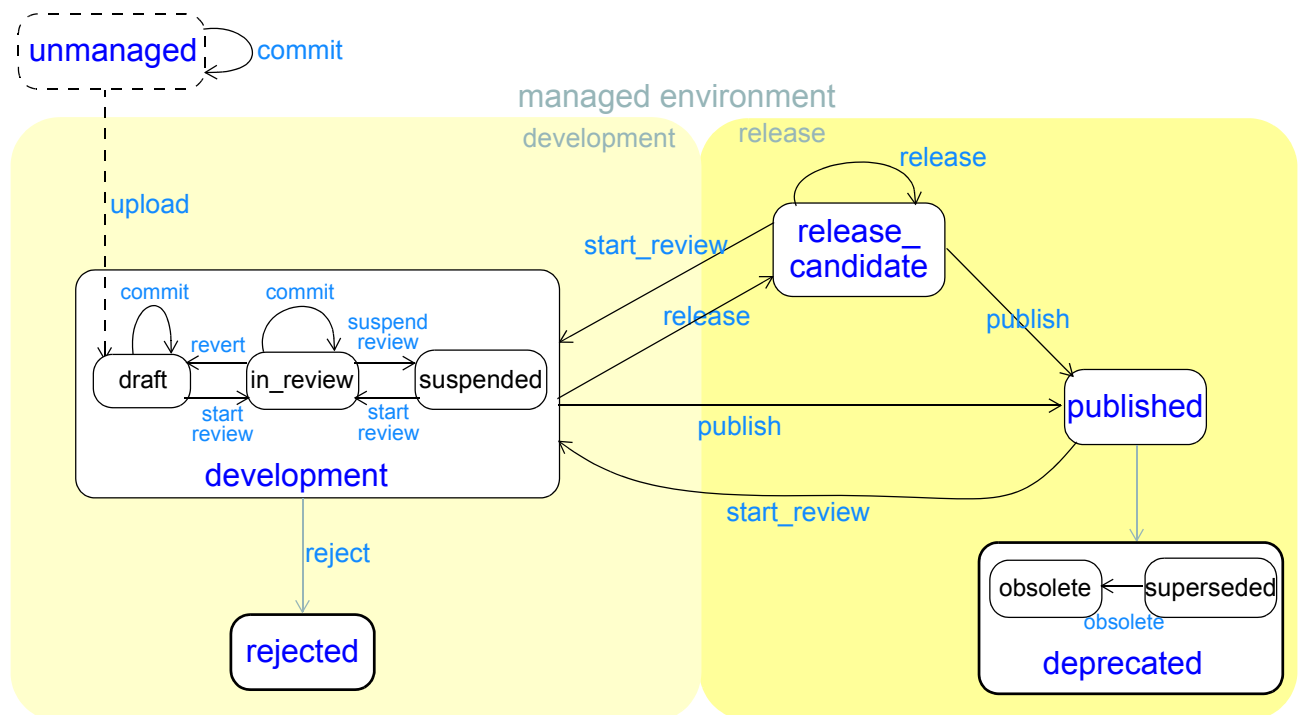 unmanaged
commit
managed environment
development
release
release
upload
release_
candidate
start_review
commit
commit
suspend
review
release
publish
revert
draft
in_review
suspended
start
review
start
review
published
publish
development
start_review
reject
obsolete
superseded
obsolete
rejected
deprecated